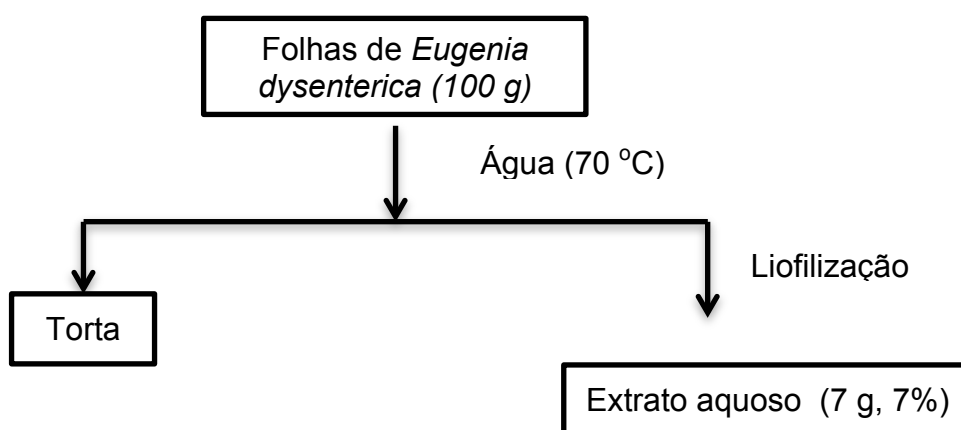 Folhas de Eugenia
dysenterica (100 g)
Água (70 °C)
Liofilização
Torta
Extrato aquoso (7 g, 7%)